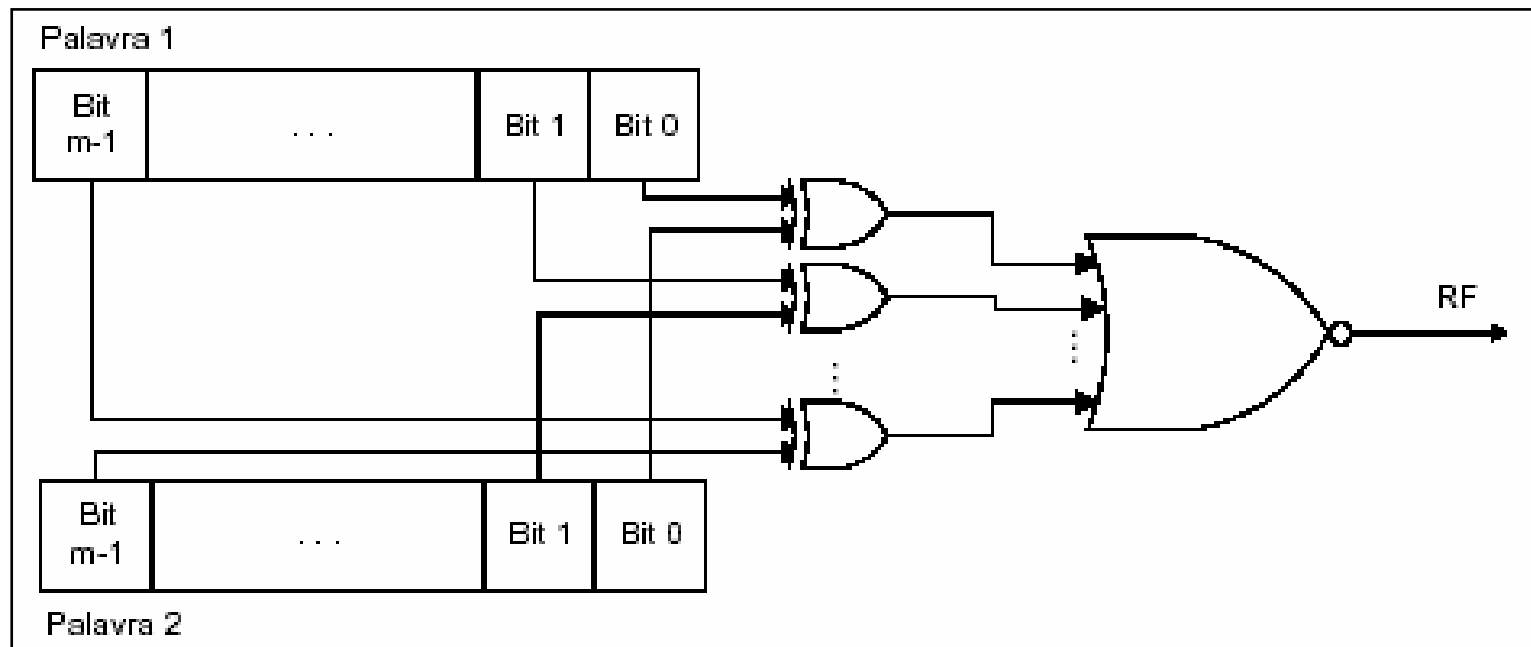 Palavra 1
Bit
m-1
. . .
Bit 1
Bit 0
RF
Bit
m-1
. . .
Bit 1
Bit 0
Palavra 2